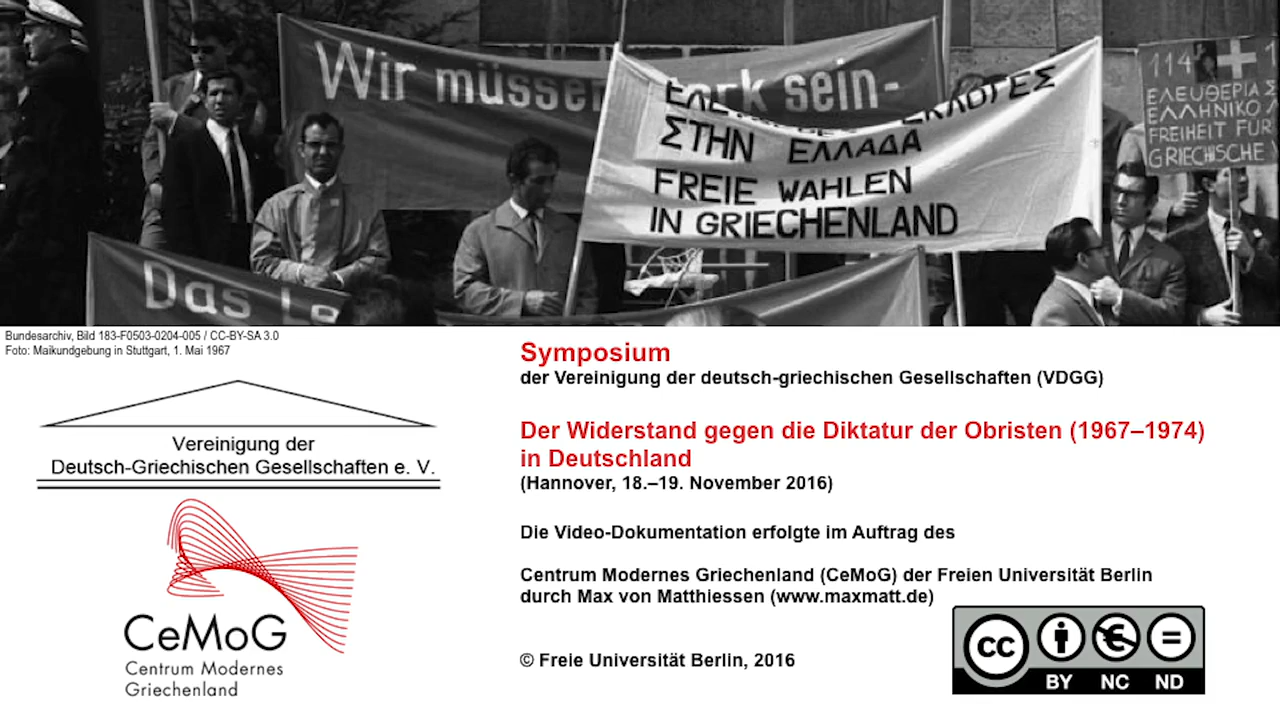 Wir müssen
sein-
ΕΚΛΟΓΕΣ
ΣΤΗΝ ΕΛΛΑΔΑ
FREIE WAHLEN
IN GRIECHENLAND
114
ΕΛΕΥΘΕΡΙΑ Σ
ΕΛΛΗΝΙΚΟ
FREIHEIT FÜR
GRIECHISCHE
Das
Bundesarchiv, Bild 183-F0503-0204-005 / CC-BY-SA 3.0
Foto: Maikundgebung in Stuttgart, 1. Mai 1967
Vereinigung der
Deutsch-Griechischen Gesellschaften e. V.
CeMoG
Centrum Modernes
Griechenland
Symposium
der Vereinigung der deutsch-griechischen Gesellschaften (VDGG)
Der Widerstand gegen die Diktatur der Obristen (1967–1974)
in Deutschland
(Hannover, 18.–19. November 2016)
Die Video-Dokumentation erfolgte im Auftrag des
Centrum Modernes Griechenland (CeMoG) der Freien Universität Berlin
durch Max von Matthiessen (www.maxmatt.de)
© Freie Universität Berlin, 2016
cc
BY NC ND